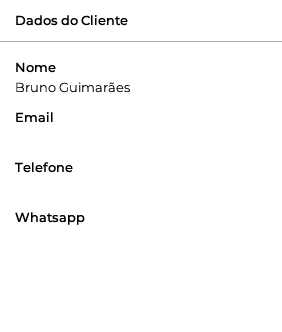 Dados do Cliente
Nome
Bruno Guimarães
Email
Telefone
Whatsapp